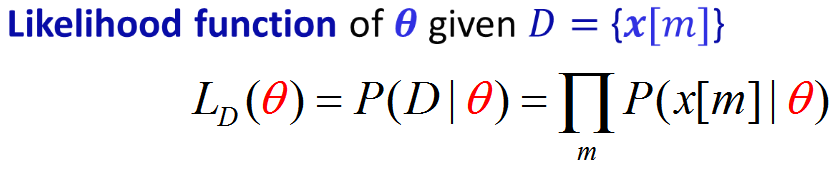 Likelihood function of θ given D = {x[m]}
L_D(θ) = P(D | θ) = ∏_m P(x[m] | θ)